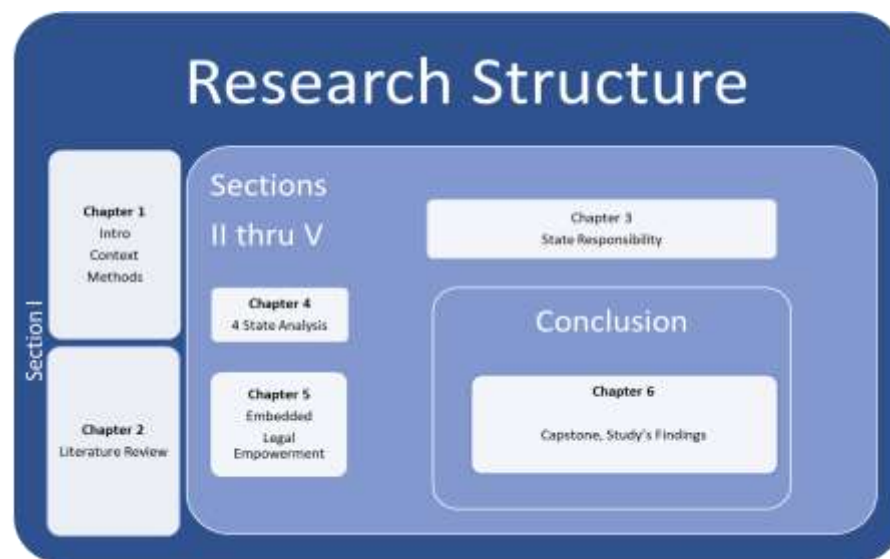 Research Structure
Section I
Chapter 1
Intro
Context
Methods
Chapter 2
Literature Review
Sections
II thru V
Chapter 3
State Responsibility
Chapter 4
4 State Analysis
Chapter 5
Embedded
Legal
Empowerment
Conclusion
Chapter 6
Capstone, Study's Findings